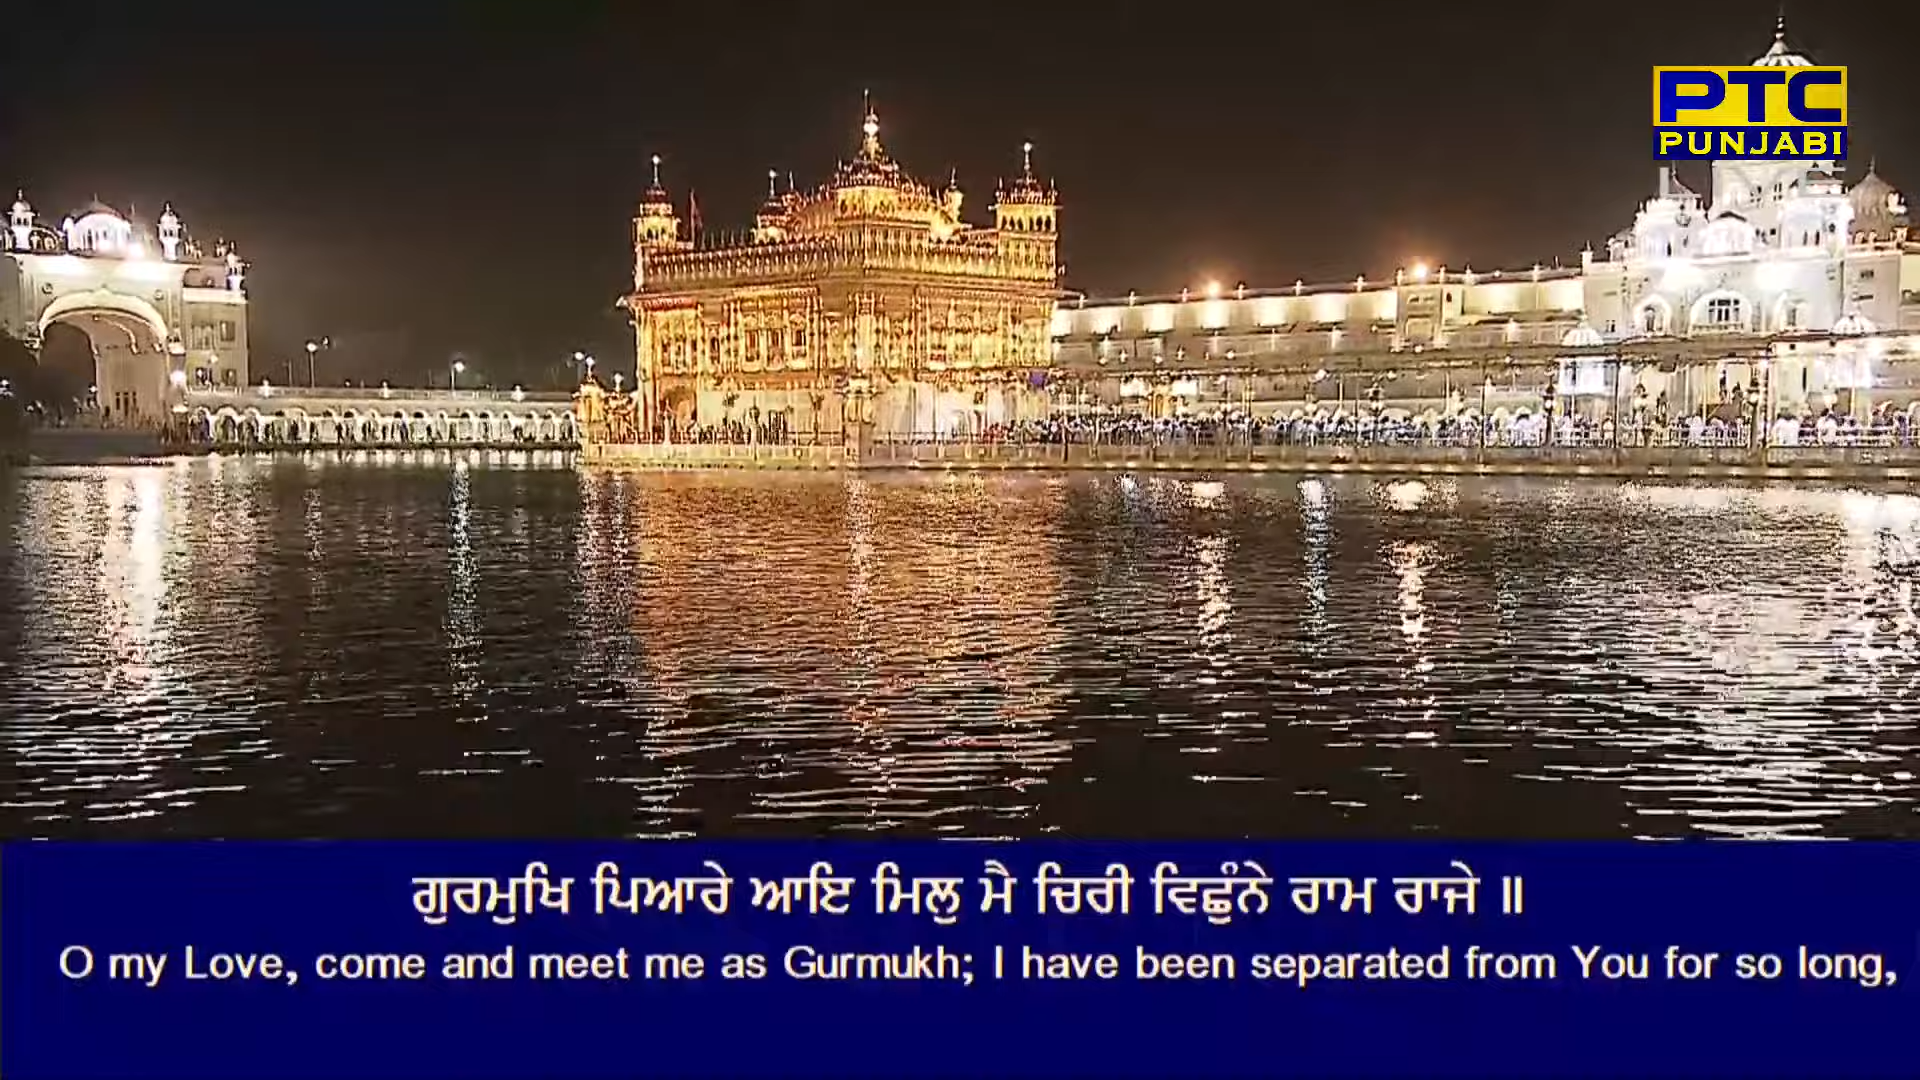 PTC
PUNJABI
LIVE
ਗੁਰਮੁਖਿ ਪਿਆਰੇ ਆਇ ਮਿਲੁ ਮੈ ਚਿਰੀ ਵਿਛੁੰਨੇ ਰਾਮ ਰਾਜੇ ॥
O my Love, come and meet me as Gurmukh; I have been separated from You for so long,